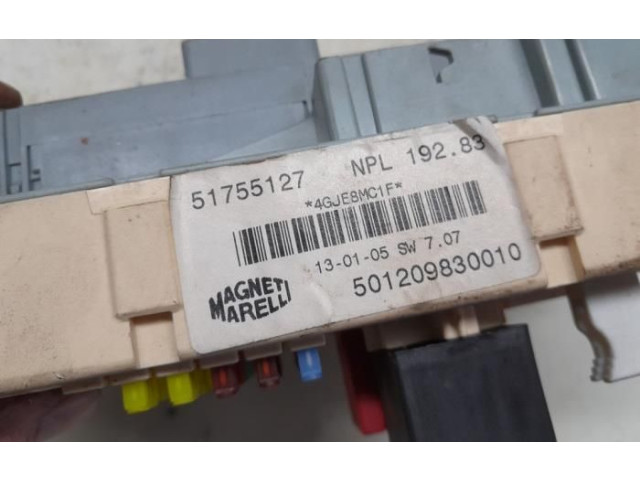 51755127 NPL 192.83
*4GJE8MC1F*
13-01-05 SW 7.07
501209830010
MAGNETI
MARELLI